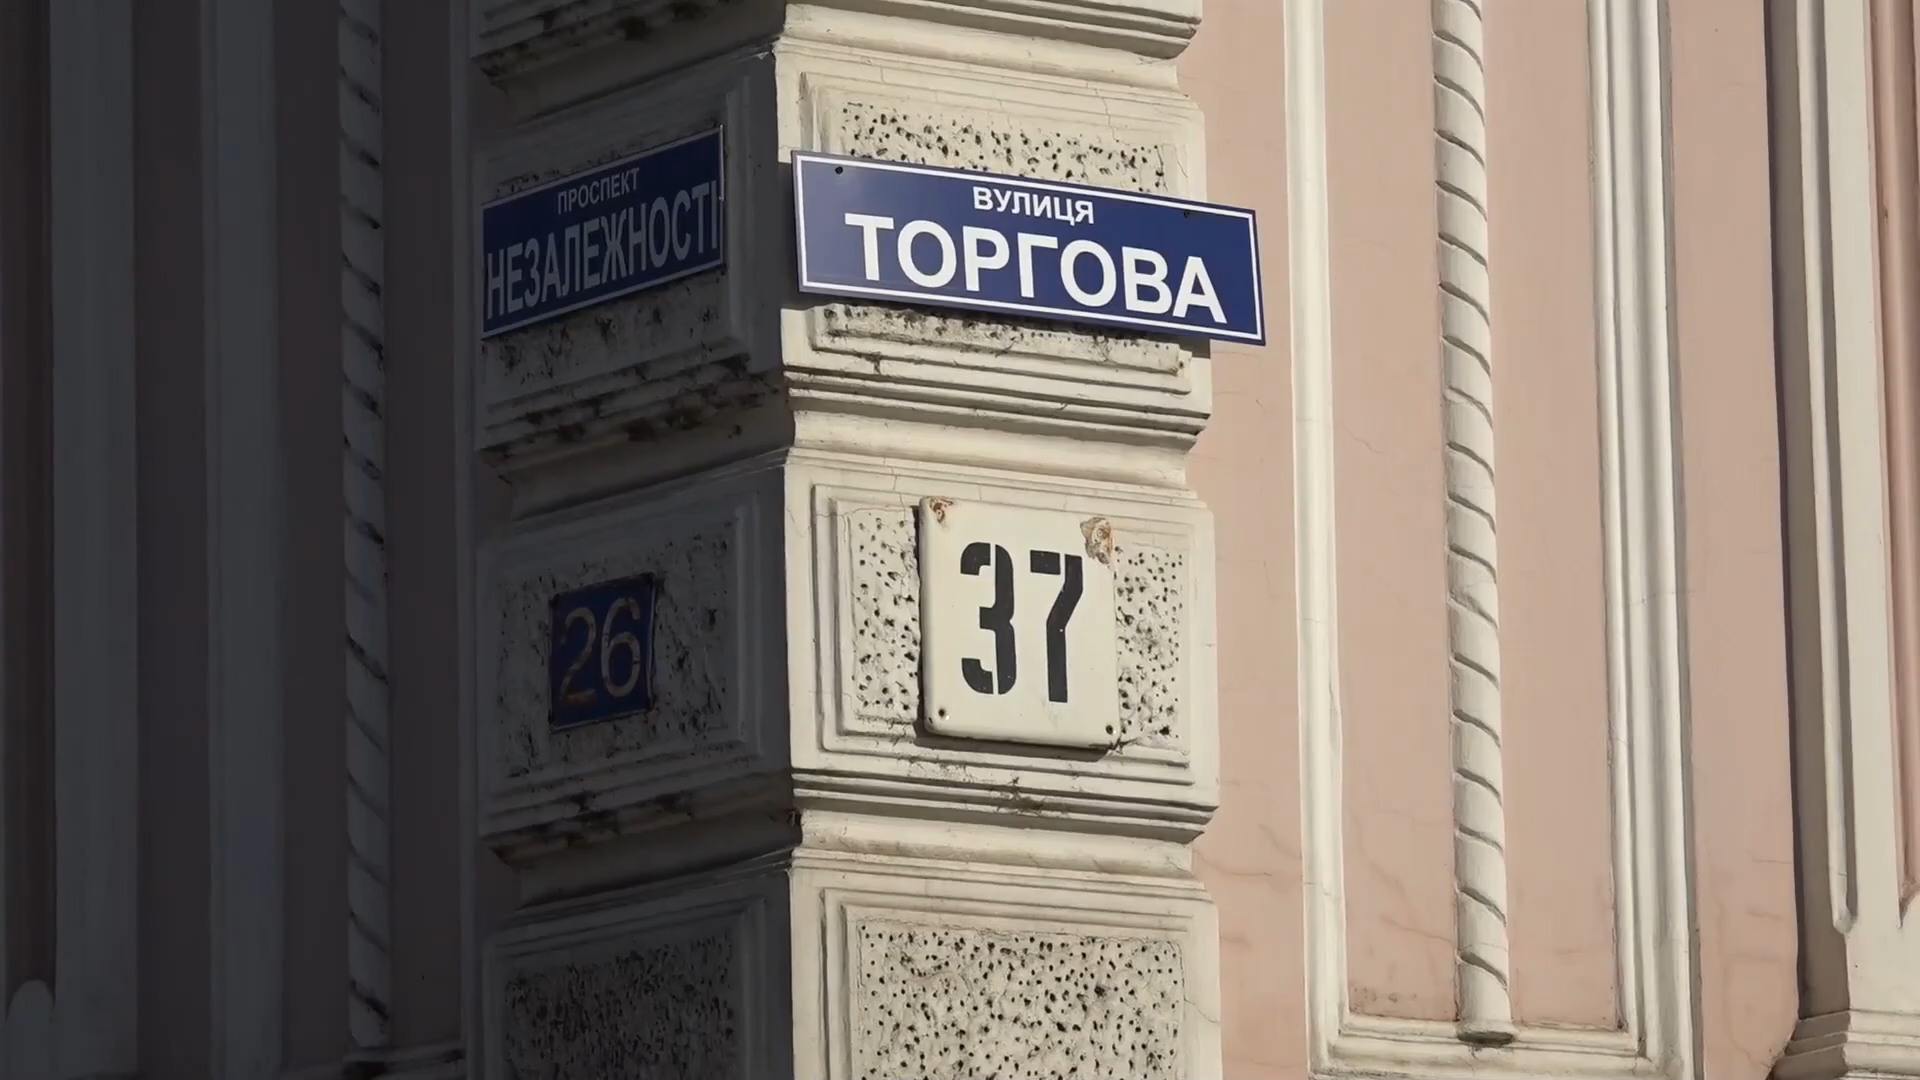 ПРОСПЕКТ
НЕЗАЛЕЖНОСТІ
26
ВУЛИЦЯ
ТОРГОВА
37